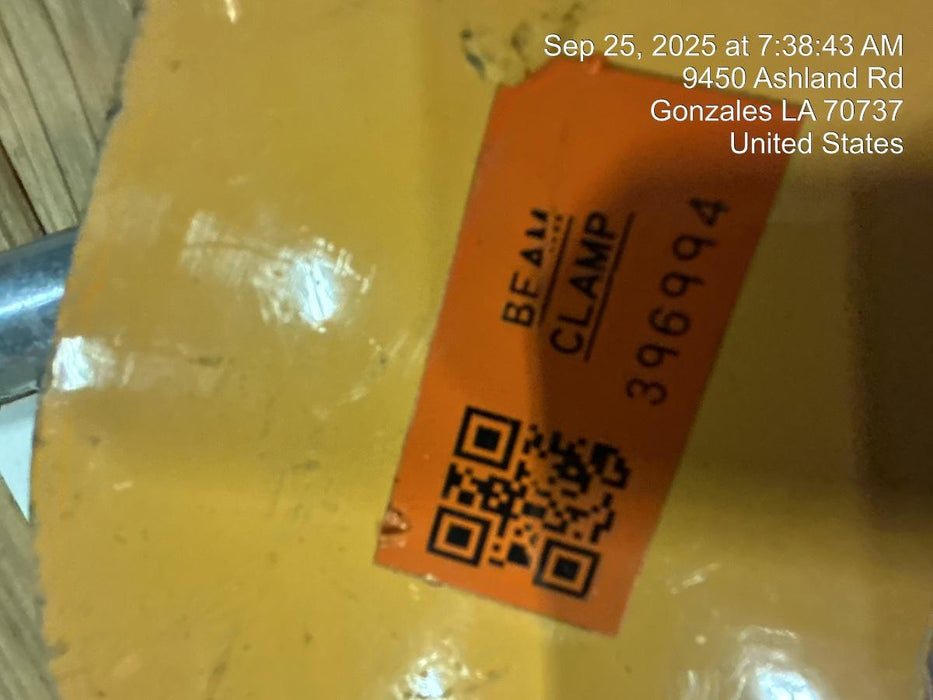 Sep 25, 2025 at 7:38:43 AM
9450 Ashland Rd
Gonzales LA 70737
United States
BEAM
CLAMP
396994